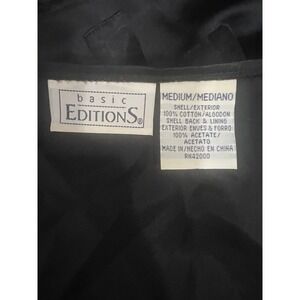 basic
EDITIONS®
MEDIUM/MEDIANO
SHELL/EXTERIOR
100% COTTON/ALGODON
SHELL BACK & LINING
EXTERIOR ENVES & FORRO
100% ACETATE/
ACETATO
MADE IN/HECHO EN CHINA
RN42000